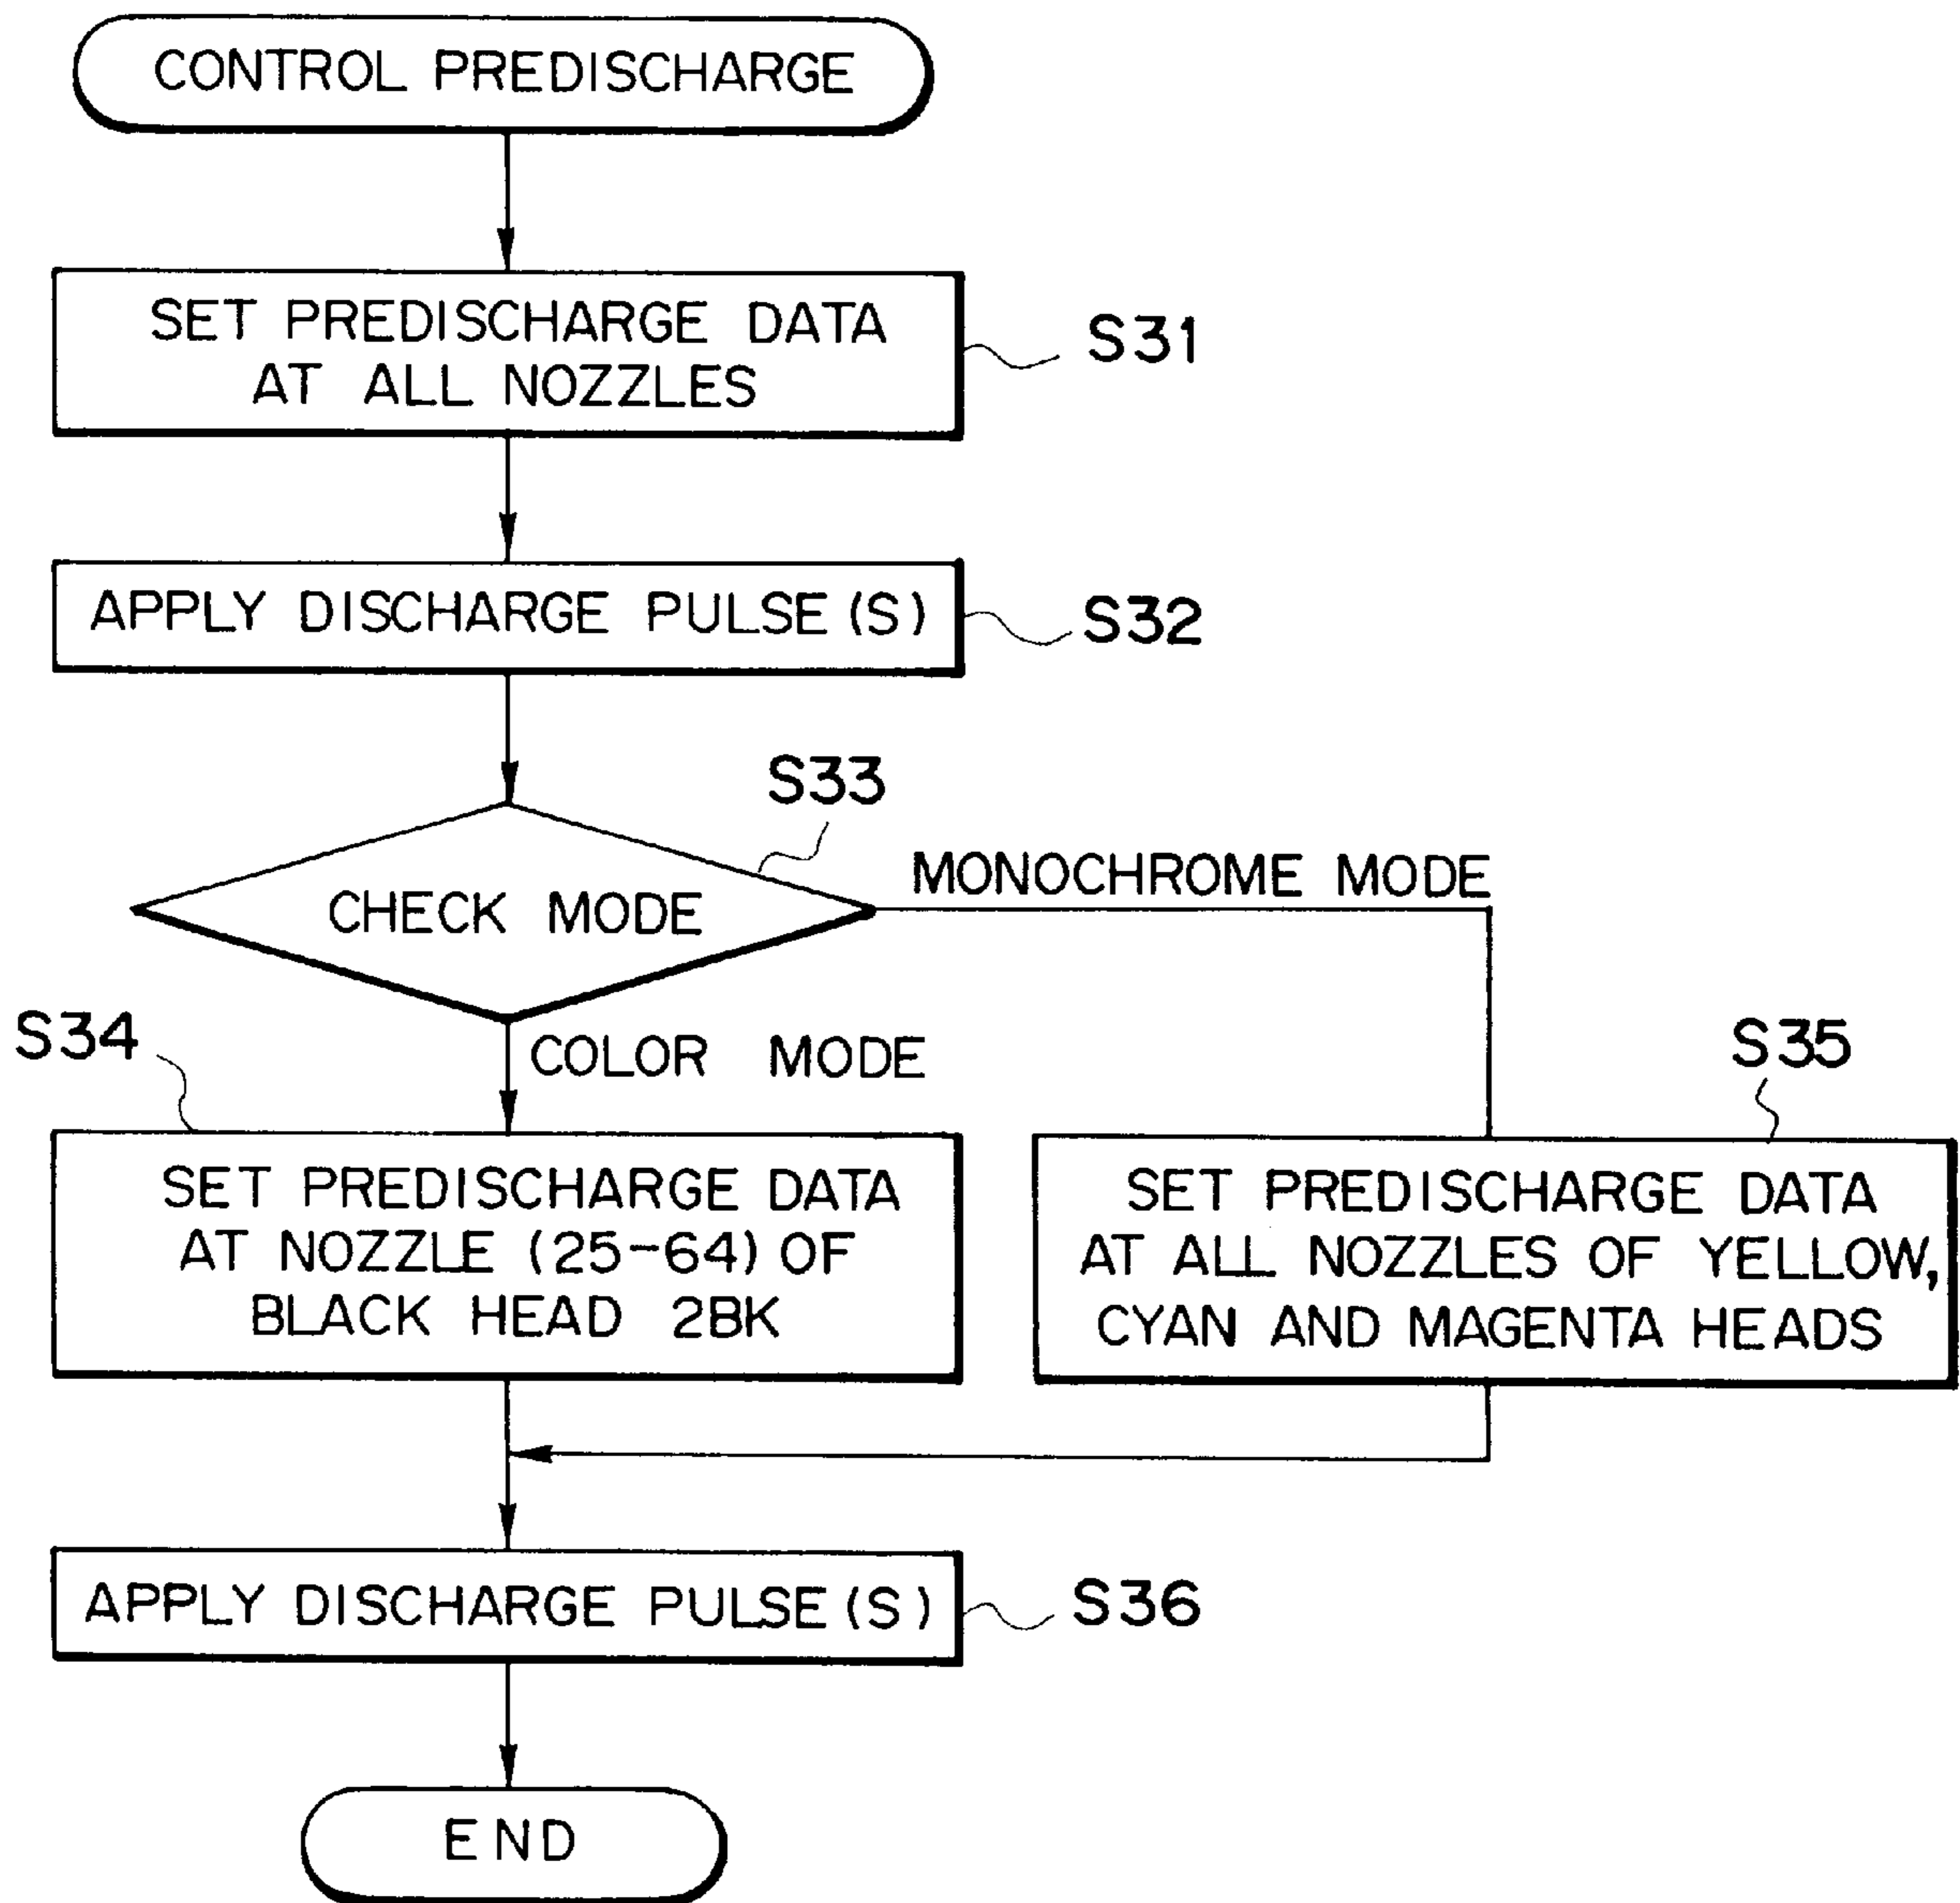 CONTROL PREDISCHARGE
SET PREDISCHARGE DATA
AT ALL NOZZLES
S31
APPLY DISCHARGE PULSE(S)
S32
S33
CHECK MODE
MONOCHROME MODE
COLOR MODE
S34
SET PREDISCHARGE DATA
AT NOZZLE (25-64) OF
BLACK HEAD 2BK
S35
SET PREDISCHARGE DATA
AT ALL NOZZLES OF YELLOW,
CYAN AND MAGENTA HEADS
APPLY DISCHARGE PULSE(S)
S36
END